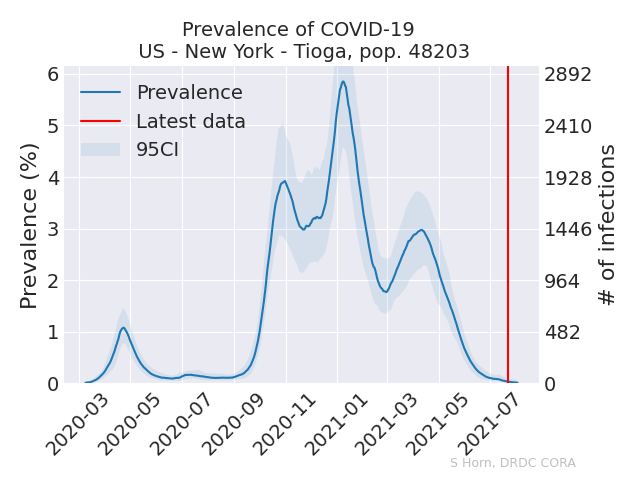 Prevalence of COVID-19
US - New York - Tioga, pop. 48203
Prevalence
Latest data
95CI
Prevalence (%)
6
5
4
3
2
1
0
2892
2410
1928
1446
964
482
0
# of infections
2020-03
2020-05
2020-07
2020-09
2020-11
2021-01
2021-03
2021-05
2021-07
S Horn, DRDC CORA